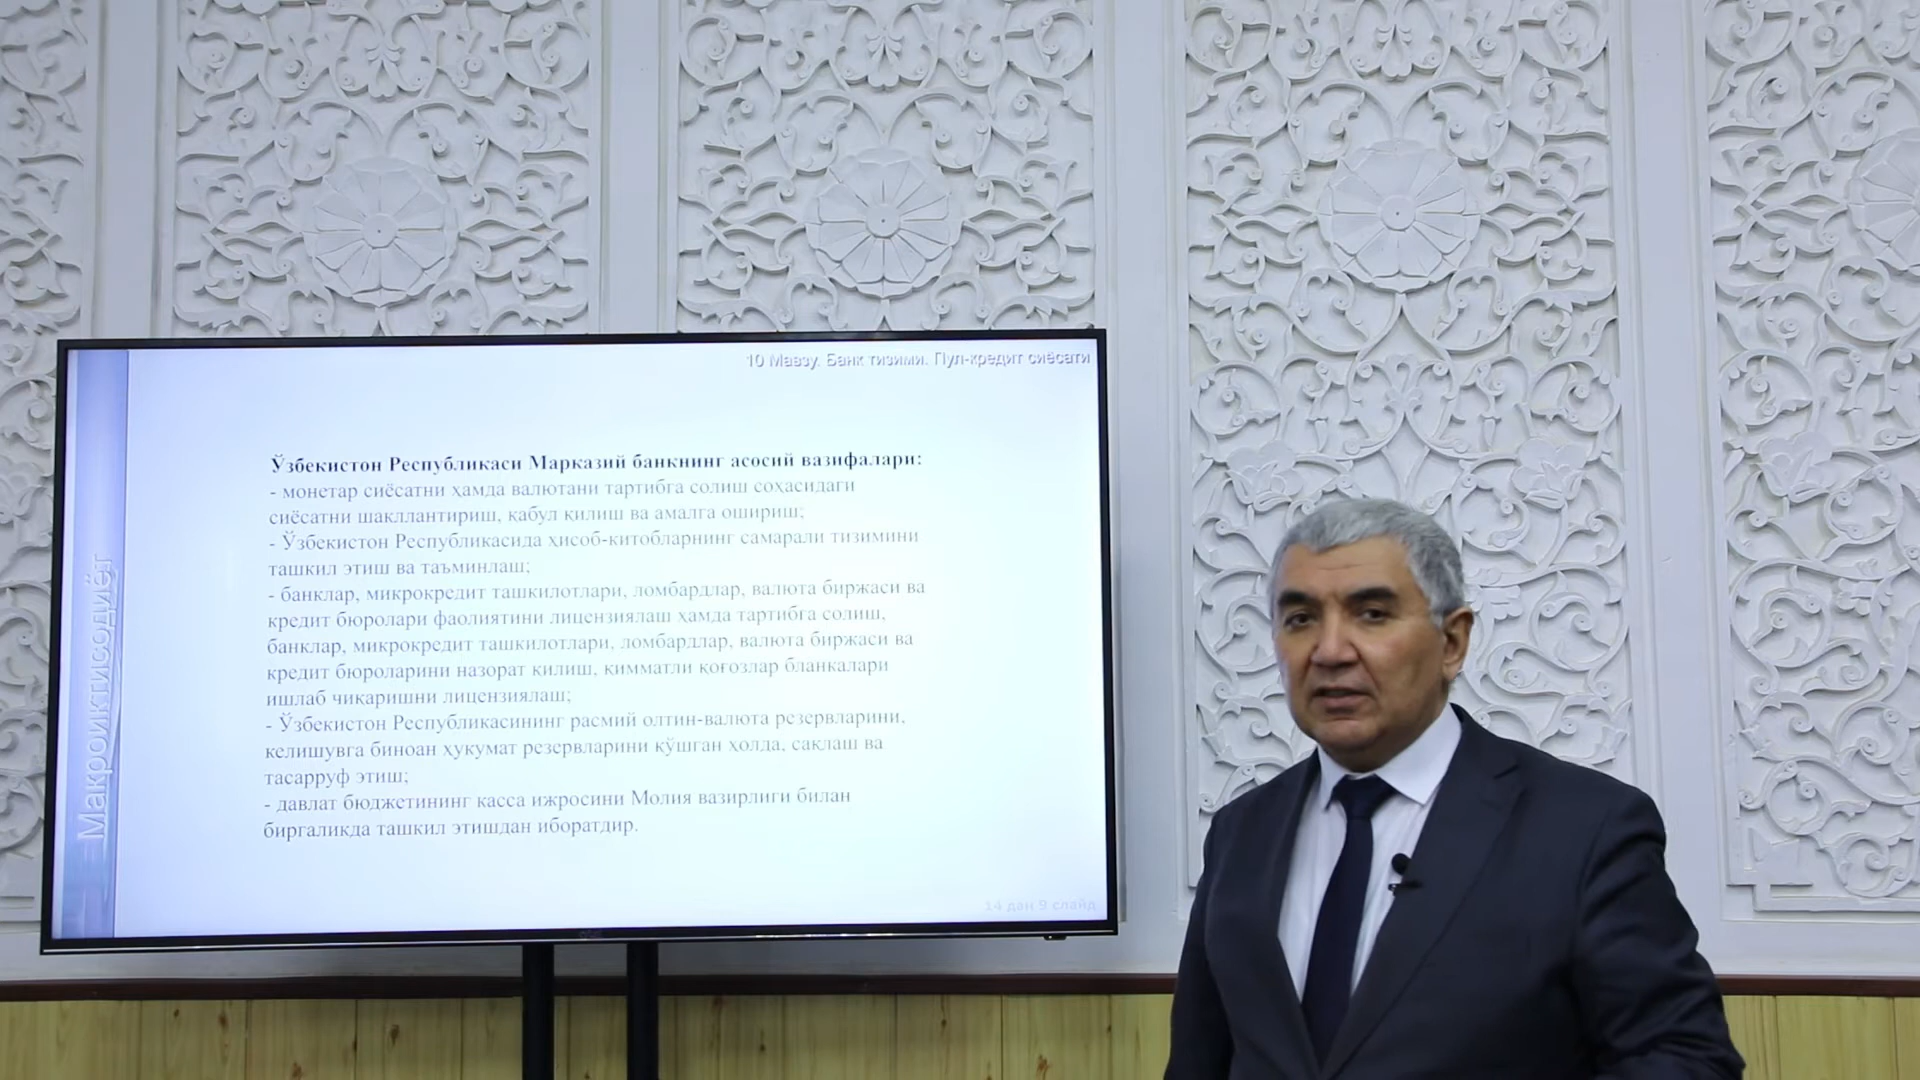 10 Мавзу. Банк тизими. Пул-кредит сиёсати
Макроиқтисодиёт
Ўзбекистон Республикаси Марказий банкнинг асосий вазифалари:
- монетар сиёсатни ҳамда валютани тартибга солиш соҳасидаги
сиёсатни шакллантириш, қабул қилиш ва амалга ошириш;
- Ўзбекистон Республикасида ҳисоб-китобларнинг самарали тизимини
ташкил этиш ва таъминлаш;
- банклар, микрокредит ташкилотлари, ломбардлар, валюта биржаси ва
кредит бюролари фаолиятини лицензиялаш ҳамда тартибга солиш,
банклар, микрокредит ташкилотлари, ломбардлар, валюта биржаси ва
кредит бюроларини назорат қилиш, қимматли қоғозлар бланкалари
ишлаб чиқаришни лицензиялаш;
- Ўзбекистон Республикасининг расмий олтин-валюта резервларини,
келишувга биноан ҳукумат резервларини қўшган ҳолда, сақлаш ва
тасарруф этиш;
- давлат бюджетининг касса ижросини Молия вазирлиги билан
биргаликда ташкил этишдан иборатдир.
14 дан 9 слайд